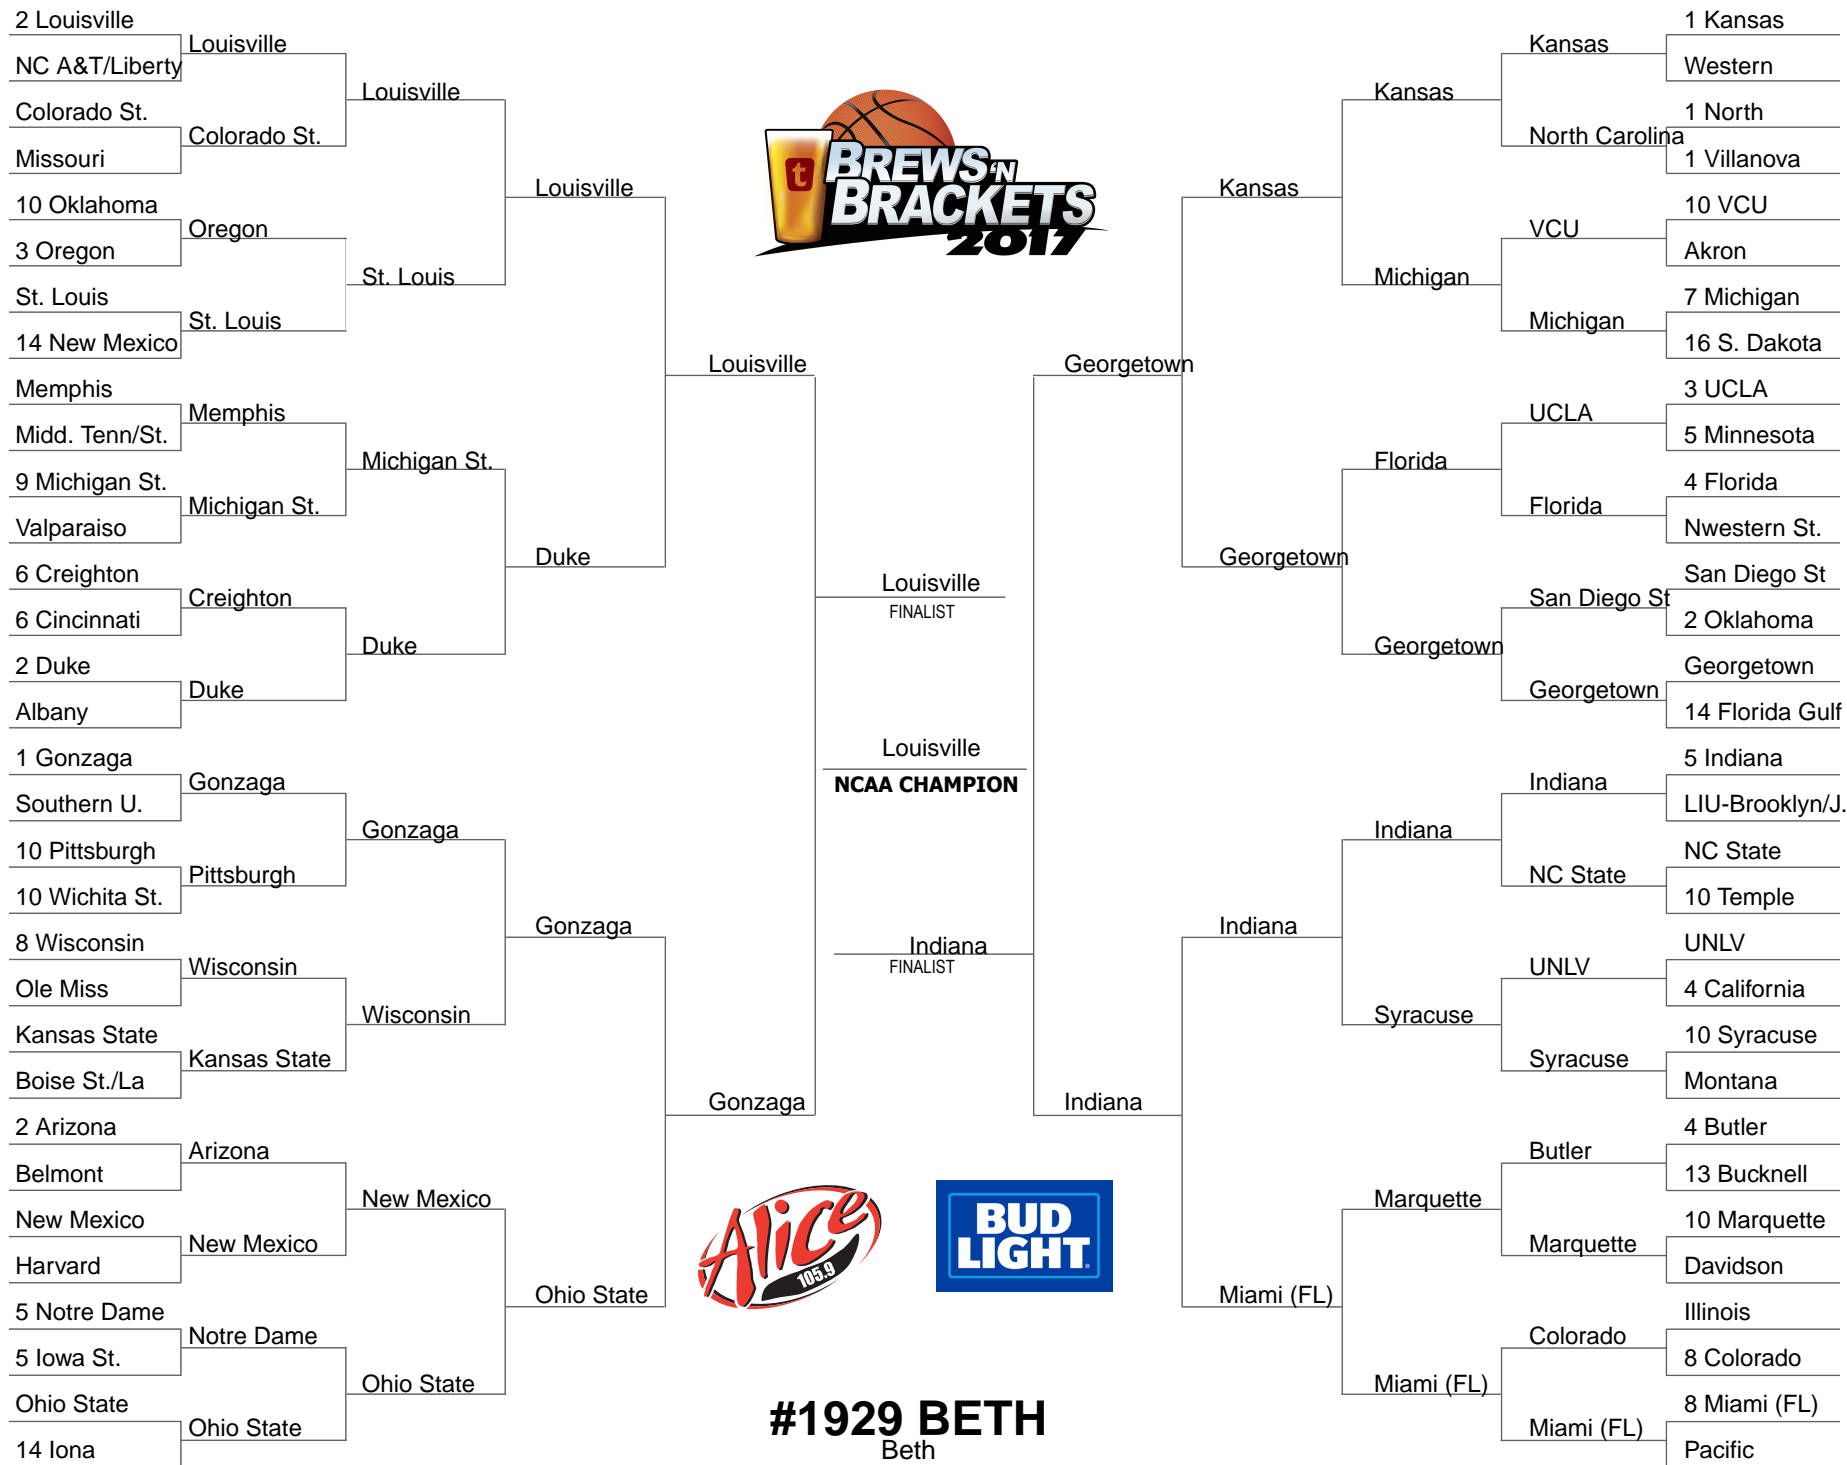 2 Louisville
NC A&T/Liberty
Colorado St.
Missouri
10 Oklahoma
3 Oregon
St. Louis
14 New Mexico
Memphis
Midd. Tenn/St.
9 Michigan St.
Valparaiso
6 Creighton
6 Cincinnati
2 Duke
Albany
1 Gonzaga
Southern U.
10 Pittsburgh
10 Wichita St.
8 Wisconsin
Ole Miss
Kansas State
Boise St./La
2 Arizona
Belmont
New Mexico
Harvard
5 Notre Dame
5 Iowa St.
Ohio State
14 Iona
Louisville
Colorado St.
Oregon
St. Louis
Memphis
Michigan St.
Creighton
Duke
Gonzaga
Pittsburgh
Wisconsin
Kansas State
Arizona
New Mexico
Notre Dame
Ohio State
Louisville
St. Louis
Michigan St.
Duke
Gonzaga
Wisconsin
New Mexico
Ohio State
Louisville
Duke
Gonzaga
Ohio State
Louisville
Gonzaga
t
BREWS 'N
BRACKETS
2017
Louisville
FINALIST
Louisville
NCAA CHAMPION
Indiana
FINALIST
Alice
105.9
BUD
LIGHT
#1929 BETH
Beth
Georgetown
Indiana
Kansas
Georgetown
Indiana
Miami (FL)
Kansas
Michigan
Florida
Georgetown
Indiana
Syracuse
Marquette
Miami (FL)
Kansas
North Carolina
VCU
Michigan
UCLA
Florida
San Diego St
Georgetown
Indiana
NC State
UNLV
Syracuse
Butler
Marquette
Colorado
Miami (FL)
1 Kansas
Western
1 North
1 Villanova
10 VCU
Akron
7 Michigan
16 S. Dakota
3 UCLA
5 Minnesota
4 Florida
Nwestern St.
San Diego St
2 Oklahoma
Georgetown
14 Florida Gulf
5 Indiana
LIU-Brooklyn/J.
NC State
10 Temple
UNLV
4 California
10 Syracuse
Montana
4 Butler
13 Bucknell
10 Marquette
Davidson
Illinois
8 Colorado
8 Miami (FL)
Pacific